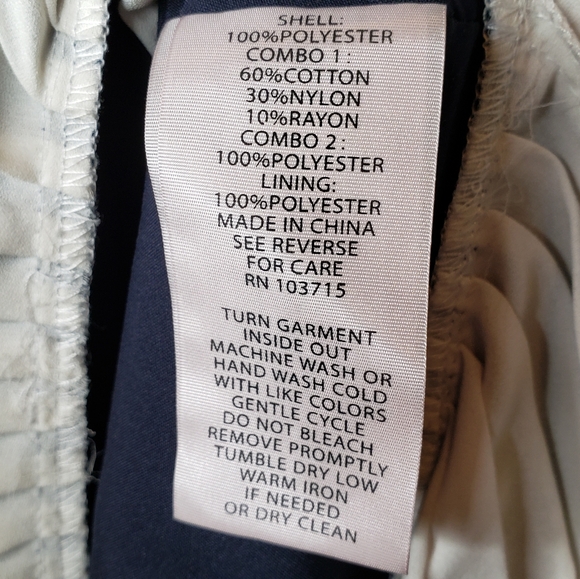 SHELL:
100%POLYESTER
COMBO 1:
60%COTTON
30%NYLON
10%RAYON
COMBO 2:
100%POLYESTER
LINING:
100%POLYESTER
MADE IN CHINA
SEE REVERSE
FOR CARE
RN 103715
TURN GARMENT
INSIDE OUT
MACHINE WASH OR
HAND WASH COLD
WITH LIKE COLORS
GENTLE CYCLE
DO NOT BLEACH
REMOVE PROMPTLY
TUMBLE DRY LOW
WARM IRON
IF NEEDED
OR DRY CLEAN